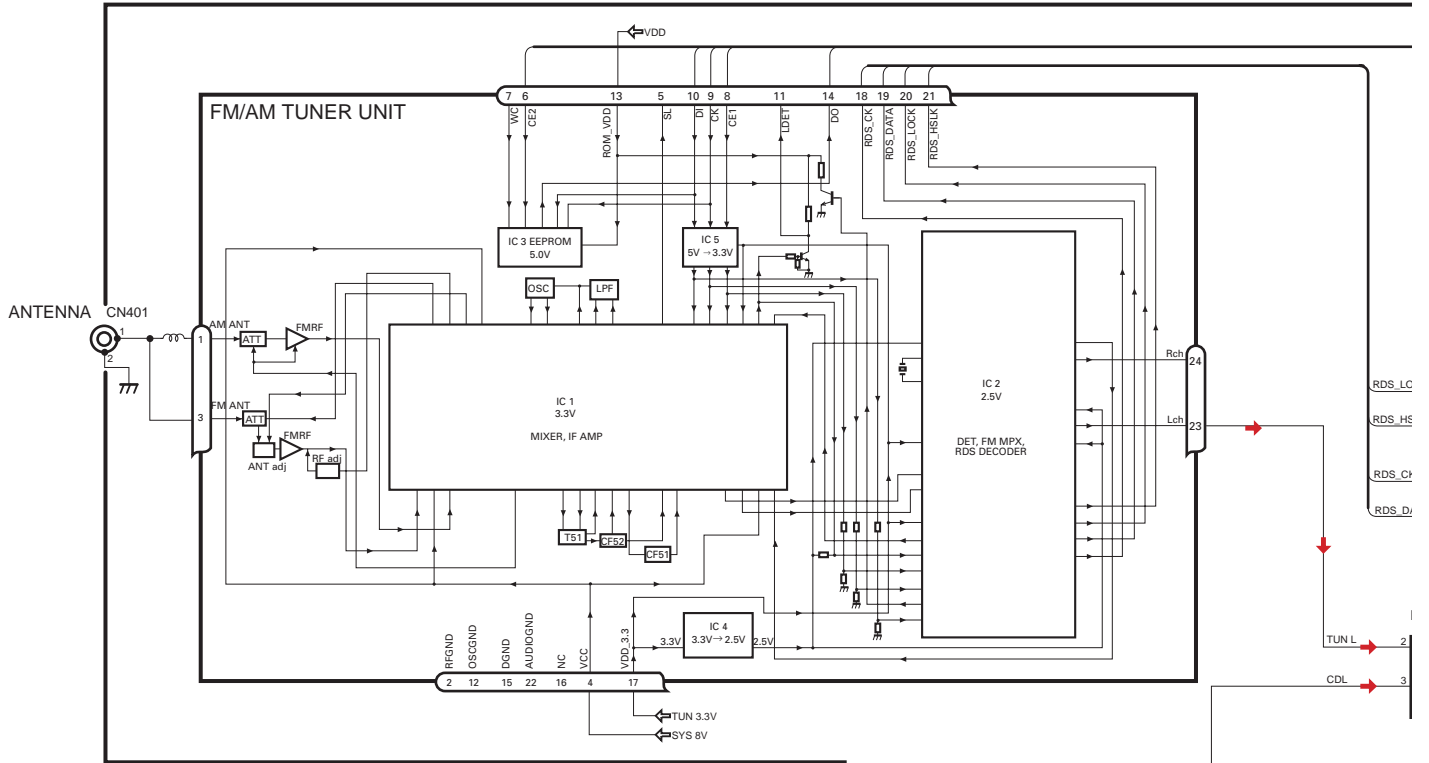 VDD
7 6 13 5 10 9 8 11 14 18 19 20 21
FM/AM TUNER UNIT
WC
CE2
ROM_VDD
SL
DI
CK
CE1
LDET
DO
RDS_CK
RDS_DATA
RDS_LOCK
RDS_HSLK
IC 3 EEPROM
5.0V
IC 5
5V → 3.3V
OSC
LPF
ANTENNA CN401
1
2
1
AM ANT
ATT
FMRF
3
FM ANT
ATT
FMRF
ANT adj
RF adj
IC 1
3.3V
MIXER, IF AMP
T51
CF52
CF51
IC 2
2.5V
DET, FM MPX,
RDS DECODER
Rch
24
Lch
23
RDS_LO
RDS_HS
RDS_CK
RDS_DA
IC 4
3.3V → 2.5V
3.3V
2.5V
RFGND
OSCGND
DGND
AUDIOGND
NC
VCC
VDD_3.3
2 12 15 22 16 4 17
TUN 3.3V
SYS 8V
TUN L
2
CDL
3